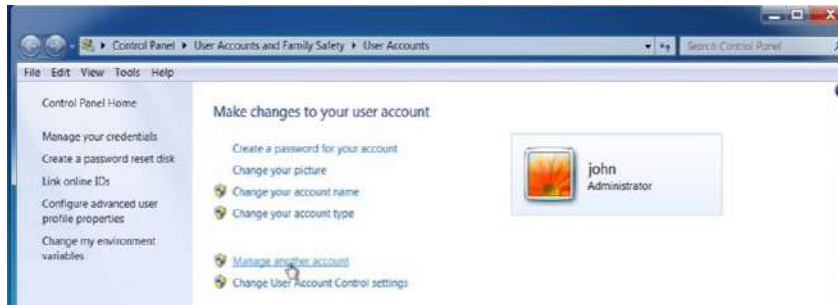 Control Panel ▸ User Accounts and Family Safety ▸ User Accounts
Search Control Panel
File Edit View Tools Help
Control Panel Home
Manage your credentials
Create a password reset disk
Link online IDs
Configure advanced user
profile properties
Change my environment
variables
Make changes to your user account
Create a password for your account
Change your picture
Change your account name
Change your account type
Manage another account
Change User Account Control settings
john
Administrator